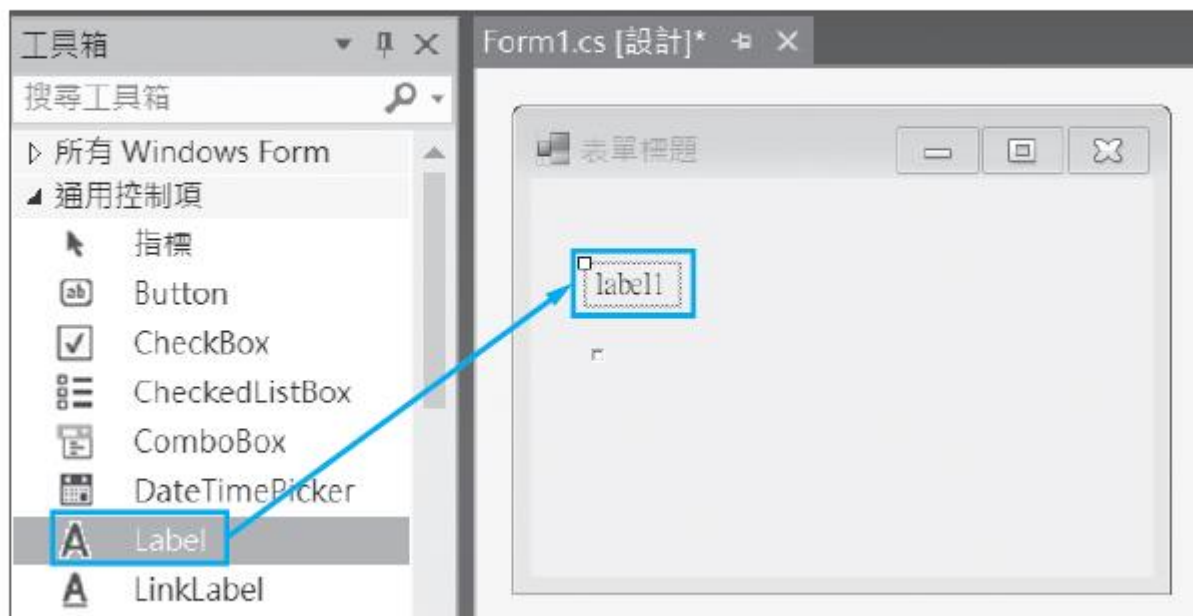 工具箱
搜尋工具箱
所有 Windows Form
通用控制項
指標
Button
CheckBox
CheckedListBox
ComboBox
DateTimePicker
Label
LinkLabel
Form1.cs [設計]*
表單標題
label1